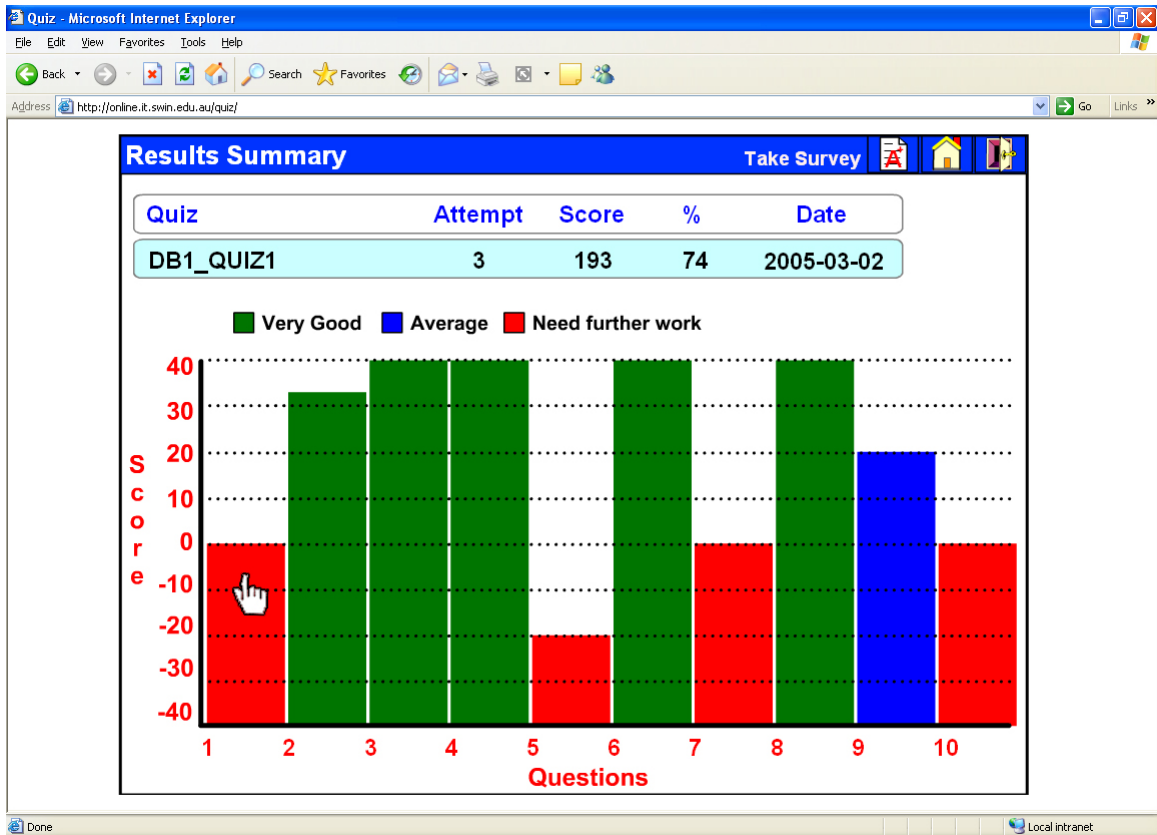 Quiz - Microsoft Internet Explorer
File Edit View Favorites Tools Help
Back Search Favorites
Address http://online.it.swin.edu.au/quiz/ Go Links »
Results Summary Take Survey
Quiz Attempt Score % Date
DB1_QUIZ1 3 193 74 2005-03-02
Very Good Average Need further work
40
30
20
10
0
-10
-20
-30
-40
Score
1 2 3 4 5 6 7 8 9 10
Questions
Done Local intranet